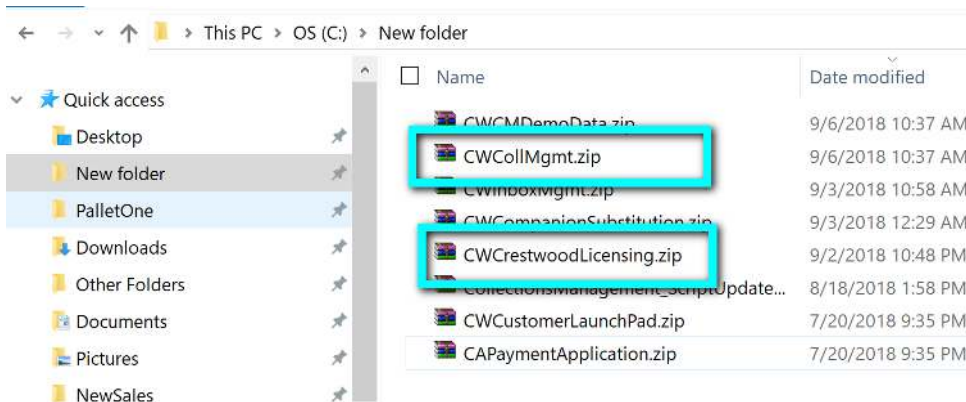 This PC > OS (C:) > New folder
Name Date modified
Quick access
Desktop
New folder
PalletOne
Downloads
Other Folders
Documents
Pictures
NewSales
CWCMDemoData.zip 9/6/2018 10:37 AM
CWCollMgmt.zip 9/6/2018 10:37 AM
CWInboxMgmt.zip 9/3/2018 10:58 AM
CWCompanionSubstitution.zip 9/3/2018 12:29 AM
CWCrestwoodLicensing.zip 9/2/2018 10:48 PM
CollectionsManagement_ScriptUpdate... 8/18/2018 1:58 PM
CWCustomerLaunchPad.zip 7/20/2018 9:35 PM
CAPaymentApplication.zip 7/20/2018 9:35 PM